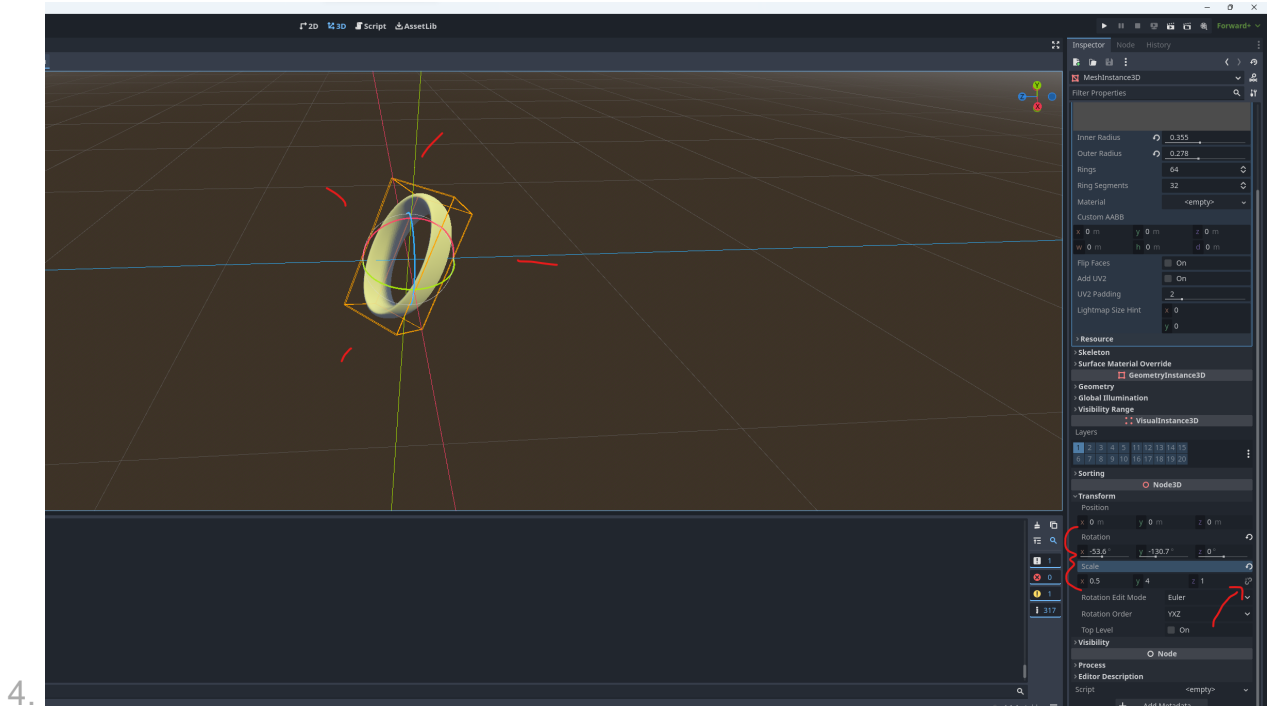 2D 3D Script AssetLib
Forward+
Inspector Node History
MeshInstance3D
Filter Properties
Y
Z
X
Inner Radius 0.355
Outer Radius 0.278
Rings 64
Ring Segments 32
Material <empty>
Custom AABB
x 0 m y 0 m z 0 m
w 0 m h 0 m d 0 m
Flip Faces On
Add UV2 On
UV2 Padding 2
Lightmap Size Hint x 0
y 0
Resource
Skeleton
Surface Material Override
GeometryInstance3D
Geometry
Global Illumination
Visibility Range
VisualInstance3D
Layers
1 2 3 4 5 11 12 13 14 15
6 7 8 9 10 16 17 18 19 20
Sorting
Node3D
Transform
Position
x 0 m y 0 m z 0 m
Rotation
x -53.6 ° y -130.7 ° z 0 °
Scale
x 0.5 y 4 z 1
Rotation Edit Mode Euler
Rotation Order YXZ
Top Level On
Visibility
Node
Process
Editor Description
Script <empty>
Add Metadata
1
0
1
317
4.